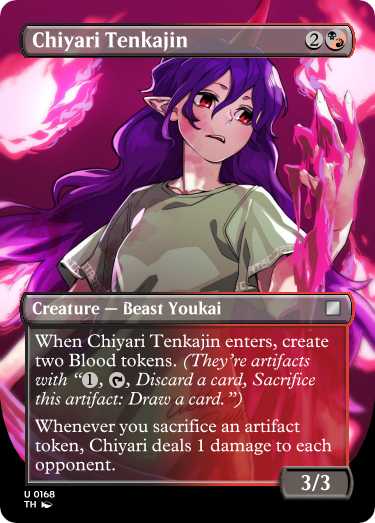 Chiyari Tenkajin 2
Creature — Beast Youkai
When Chiyari Tenkajin enters, create
two Blood tokens. (They're artifacts
with “1, , Discard a card, Sacrifice
this artifact: Draw a card.”)
Whenever you sacrifice an artifact
token, Chiyari deals 1 damage to each
opponent.
3/3
U 0168
TH